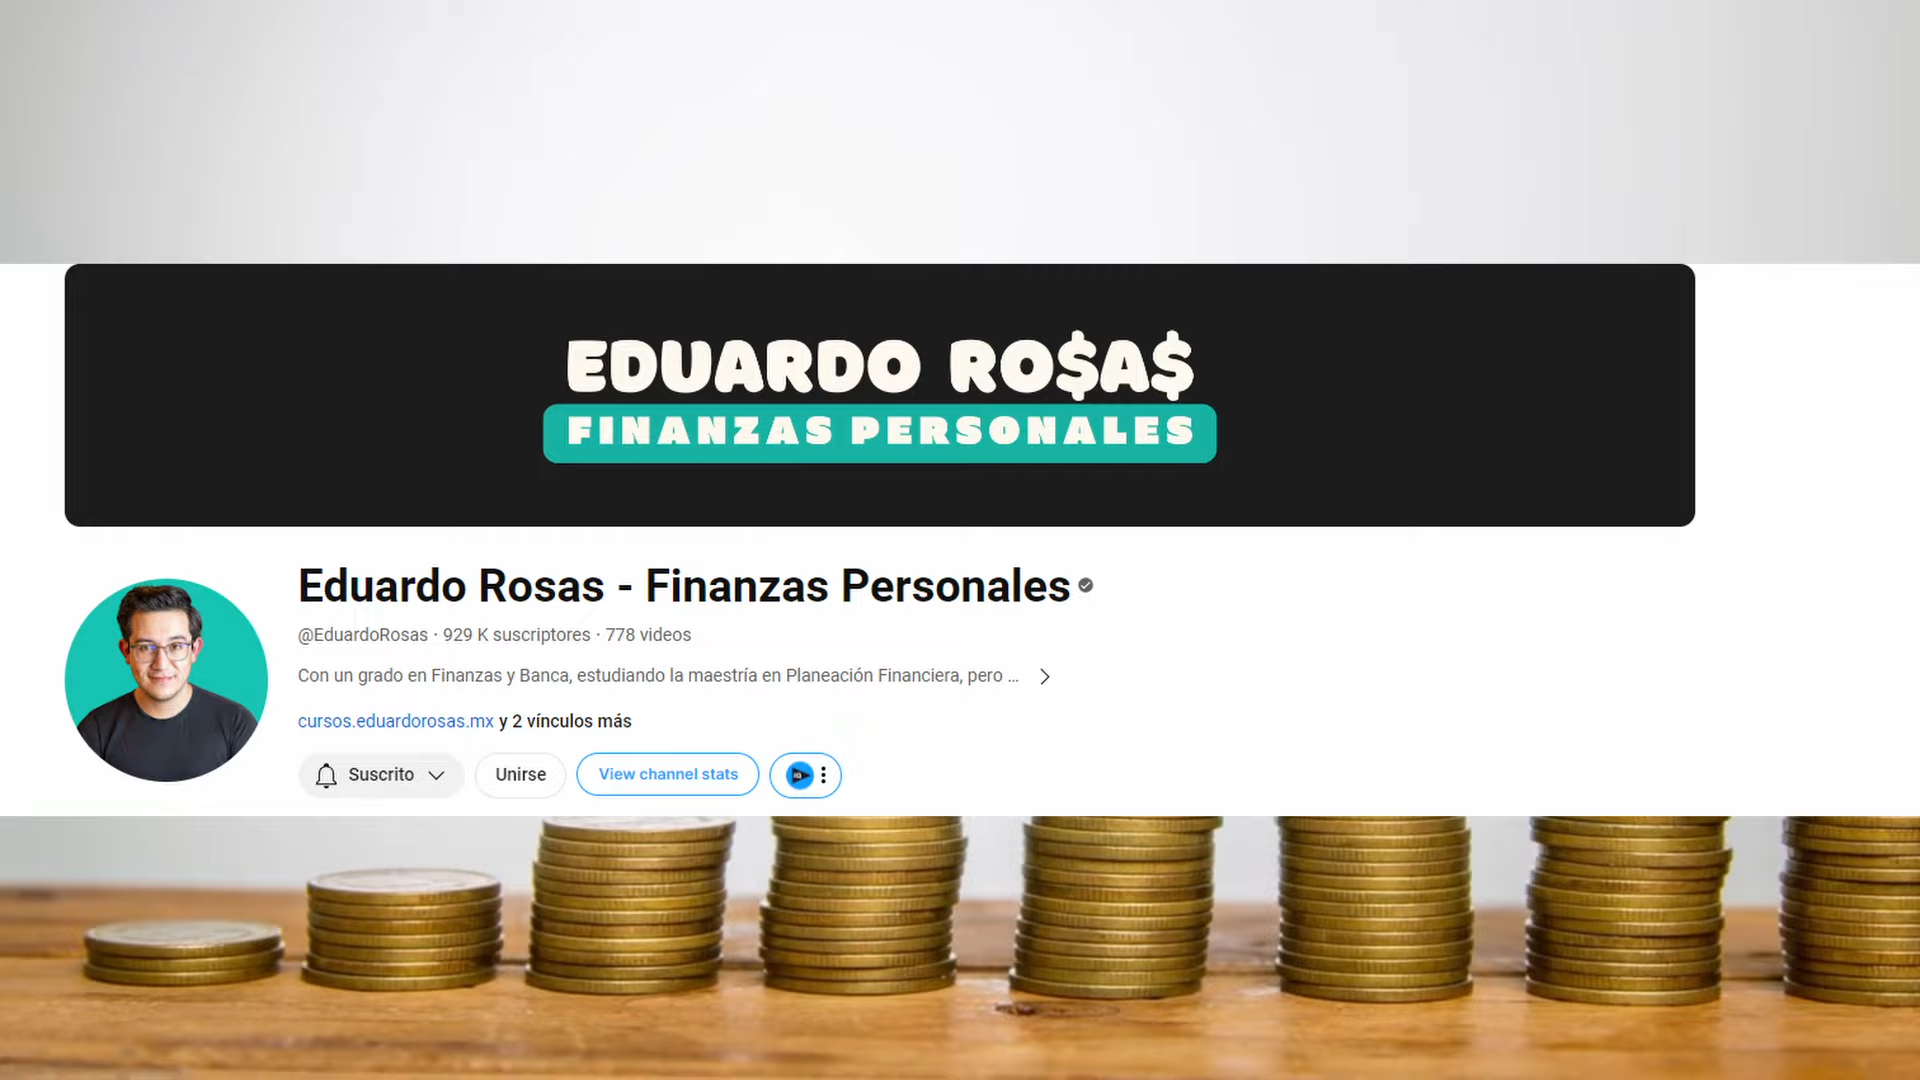 EDUARDO RO$A$
FINANZAS PERSONALES
Eduardo Rosas - Finanzas Personales
@EduardoRosas · 929 K suscriptores · 778 videos
Con un grado en Finanzas y Banca, estudiando la maestría en Planeación Financiera, pero ...
cursos.eduardorosas.mx y 2 vínculos más
Suscrito
Unirse
View channel stats